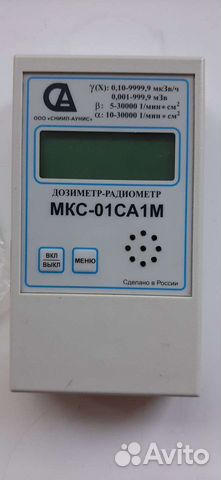 СА
ООО «СНИИП-АУНИС»
γ(X): 0,10-9999,9 мкЗв/ч
0,001-999,9 мЗв
β: 5-30000 1/мин∗см²
α: 10-30000 1/мин∗см²
ДОЗИМЕТР-РАДИОМЕТР
МКС-01СА1М
ВКЛ
ВЫКЛ
МЕНЮ
Сделано в России
Avito